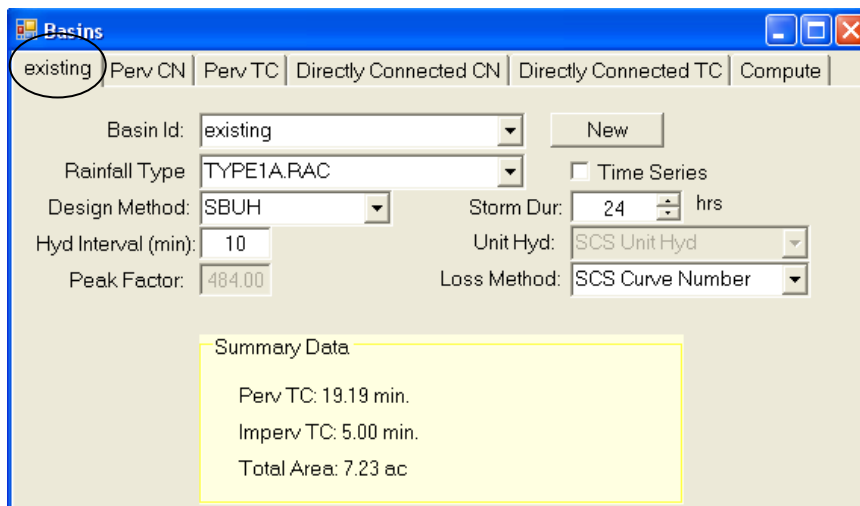 Basins
existing Perv CN Perv TC Directly Connected CN Directly Connected TC Compute
Basin Id: existing New
Rainfall Type TYPE1A.RAC Time Series
Design Method: SBUH Storm Dur: 24 hrs
Hyd Interval (min): 10 Unit Hyd: SCS Unit Hyd
Peak Factor: 484.00 Loss Method: SCS Curve Number
Summary Data
Perv TC: 19.19 min.
Imperv TC: 5.00 min.
Total Area: 7.23 ac